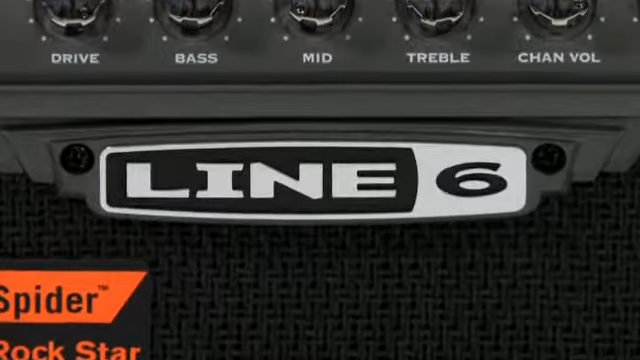 DRIVE BASS MID TREBLE CHAN VOL
LINE 6
Spider™
Rock Star